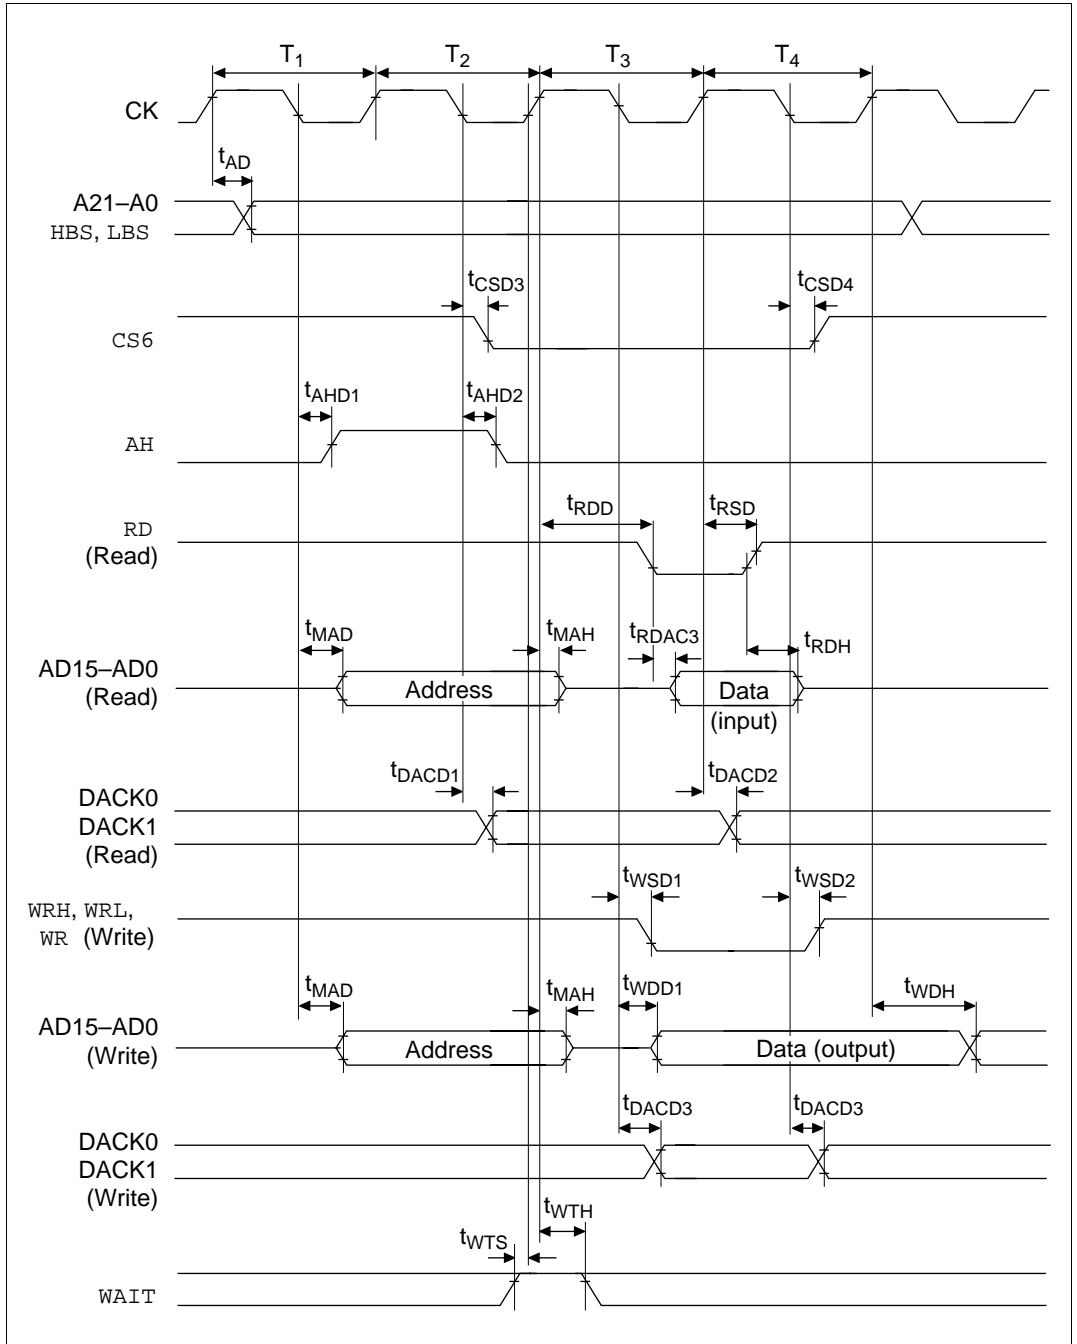 T1 T2 T3 T4
CK
tAD
A21–A0
HBS, LBS
tCSD3 tCSD4
CS6
tAHD1 tAHD2
AH
tRDD tRSD
RD
(Read)
tMAD tMAH tRDAC3 tRDH
AD15–AD0
(Read)
Address Data
(input)
tDACD1 tDACD2
DACK0
DACK1
(Read)
tWSD1 tWSD2
WRH, WRL,
WR (Write)
tMAD tMAH tWDD1 tWDH
AD15–AD0
(Write)
Address Data (output)
tDACD3 tDACD3
DACK0
DACK1
(Write)
tWTH
tWTS
WAIT